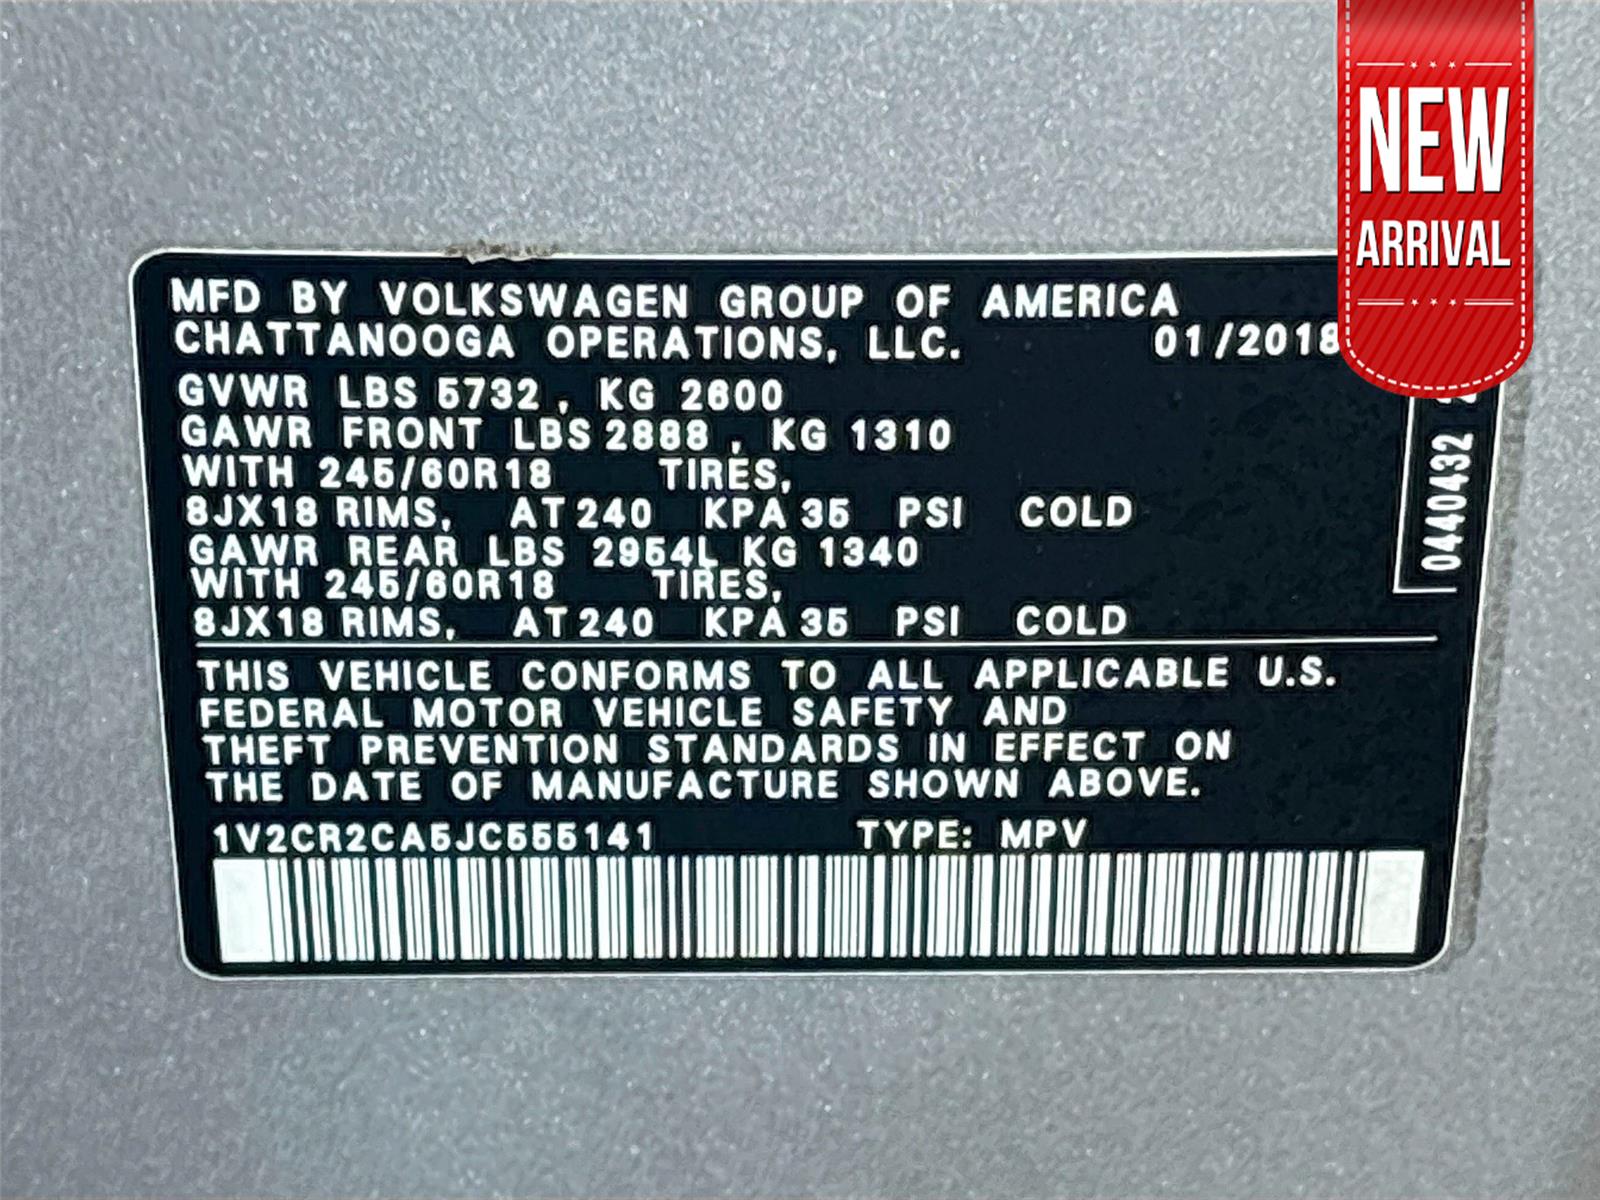 NEW
ARRIVAL
MFD BY VOLKSWAGEN GROUP OF AMERICA
CHATTANOOGA OPERATIONS, LLC. 01/2018
GVWR LBS 5732 , KG 2600
GAWR FRONT LBS 2888 , KG 1310
WITH 245/60R18 TIRES,
8JX18 RIMS, AT 240 KPA 35 PSI COLD
GAWR REAR LBS 2954L KG 1340
WITH 245/60R18 TIRES,
8JX18 RIMS, AT 240 KPA 35 PSI COLD
THIS VEHICLE CONFORMS TO ALL APPLICABLE U.S.
FEDERAL MOTOR VEHICLE SAFETY AND
THEFT PREVENTION STANDARDS IN EFFECT ON
THE DATE OF MANUFACTURE SHOWN ABOVE.
1V2CR2CA5JC555141 TYPE: MPV
0440432